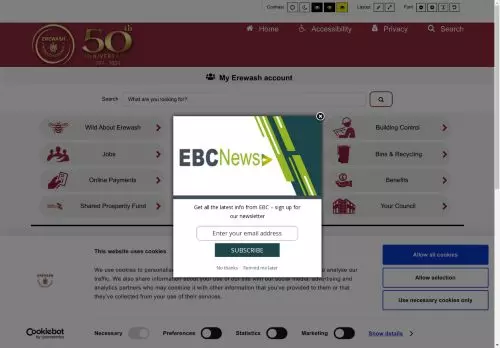 Contrast Layout Font
EREWASH
50th
ANNIVERSARY
Home Accessibility Privacy Search
My Erewash account
Search What are you looking for?
Wild About Erewash
Jobs
Online Payments
Shared Prosperity Fund
Building Control
Bins & Recycling
Benefits
Your Council
EBCNews
Get all the latest info from EBC – sign up for
our newsletter
Enter your email address
SUBSCRIBE
No thanks Remind me later
This website uses cookies
We use cookies to personalise
analyse our
traffic. We also share information about your use of our site with our social media, advertising and
analytics partners who may combine it with other information that you've provided to them or that
they've collected from your use of their services.
Allow all cookies
Allow selection
Use necessary cookies only
EREWASH
Cookiebot
by Usercentrics
Necessary Preferences Statistics Marketing Show details